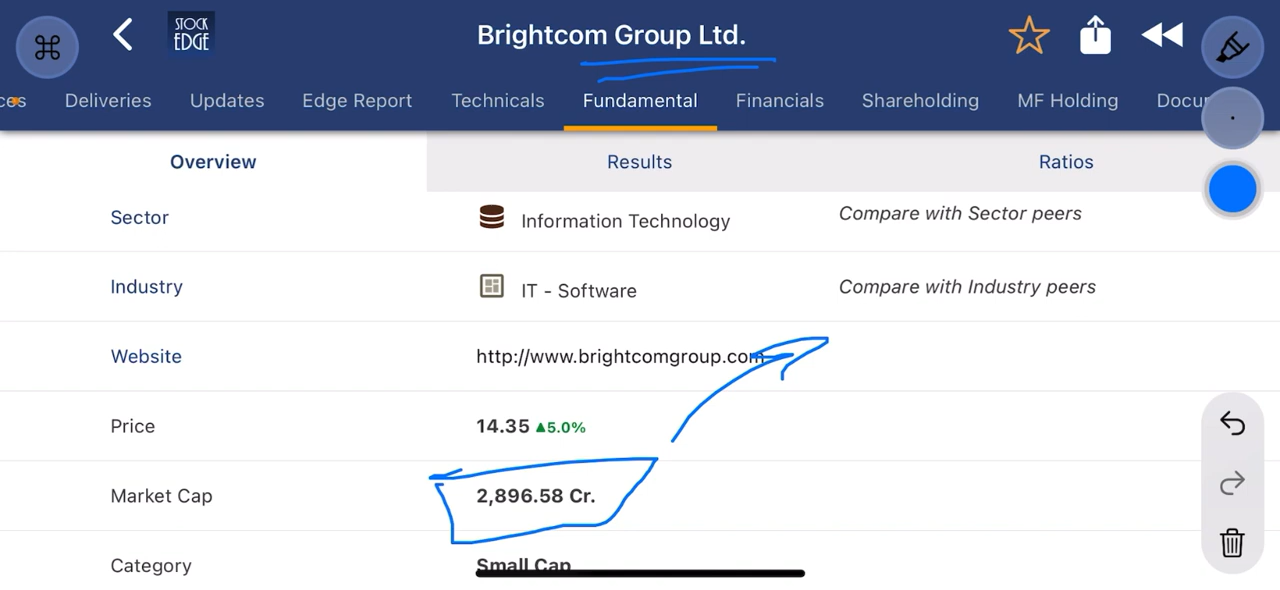 STOCK
EDGE
Brightcom Group Ltd.
Deliveries Updates Edge Report Technicals Fundamental Financials Shareholding MF Holding
Overview Results Ratios
Sector Information Technology Compare with Sector peers
Industry IT - Software Compare with Industry peers
Website http://www.brightcomgroup.com
Price 14.35 ▲5.0%
Market Cap 2,896.58 Cr.
Category Small Cap